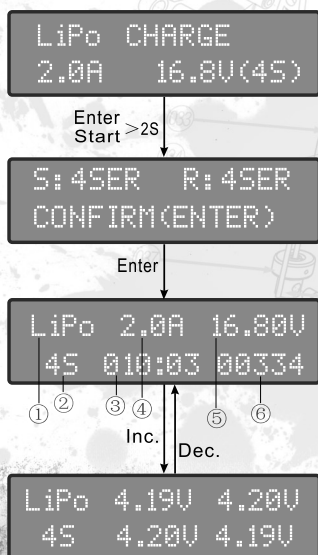 LiPo CHARGE
2.0A 16.8V(4S)
Enter
Start >2S
S:4SER R:4SER
CONFIRM(ENTER)
Enter
LiPo 2.0A 16.80V
4S 010:03 00334
① ② ③ ④ ⑤ ⑥
Inc. Dec.
LiPo 4.19V 4.20V
4S 4.20V 4.19V